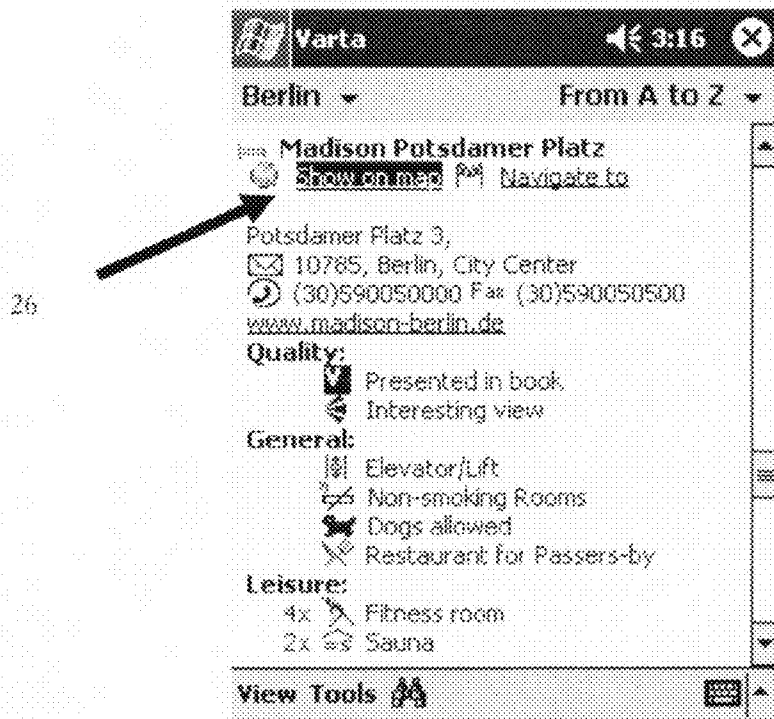 Varta 3:16
Berlin From A to Z
Madison Potsdamer Platz
Show on map Navigate to
Potsdamer Platz 3,
10785, Berlin, City Center
(30)590050000 Fax (30)590050500
www.madison-berlin.de
Quality:
Presented in book
Interesting view
General:
Elevator/Lift
Non-smoking Rooms
Dogs allowed
Restaurant for Passers-by
Leisure:
4x Fitness room
2x Sauna
View Tools
26